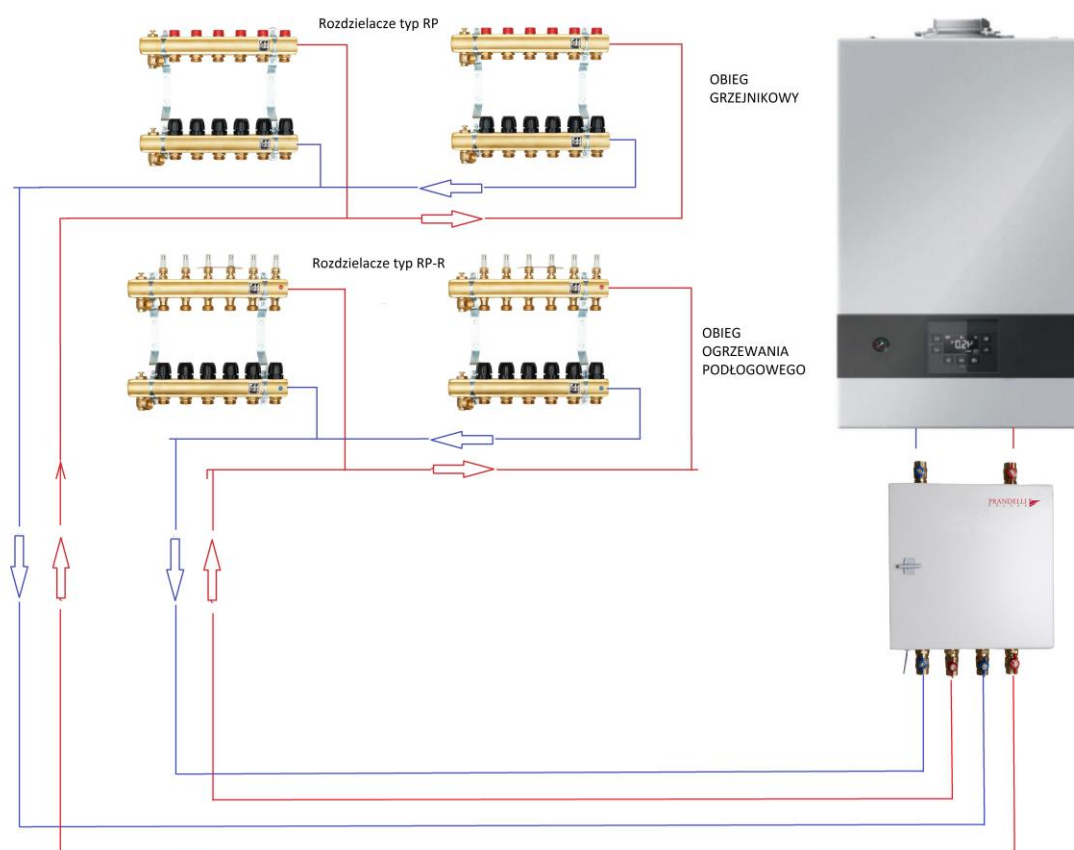 Rozdzielacze typ RP
OBIEG
GRZEJNIKOWY
Rozdzielacze typ RP-R
OBIEG
OGRZEWANIA
PODŁOGOWEGO
PRANDELLI